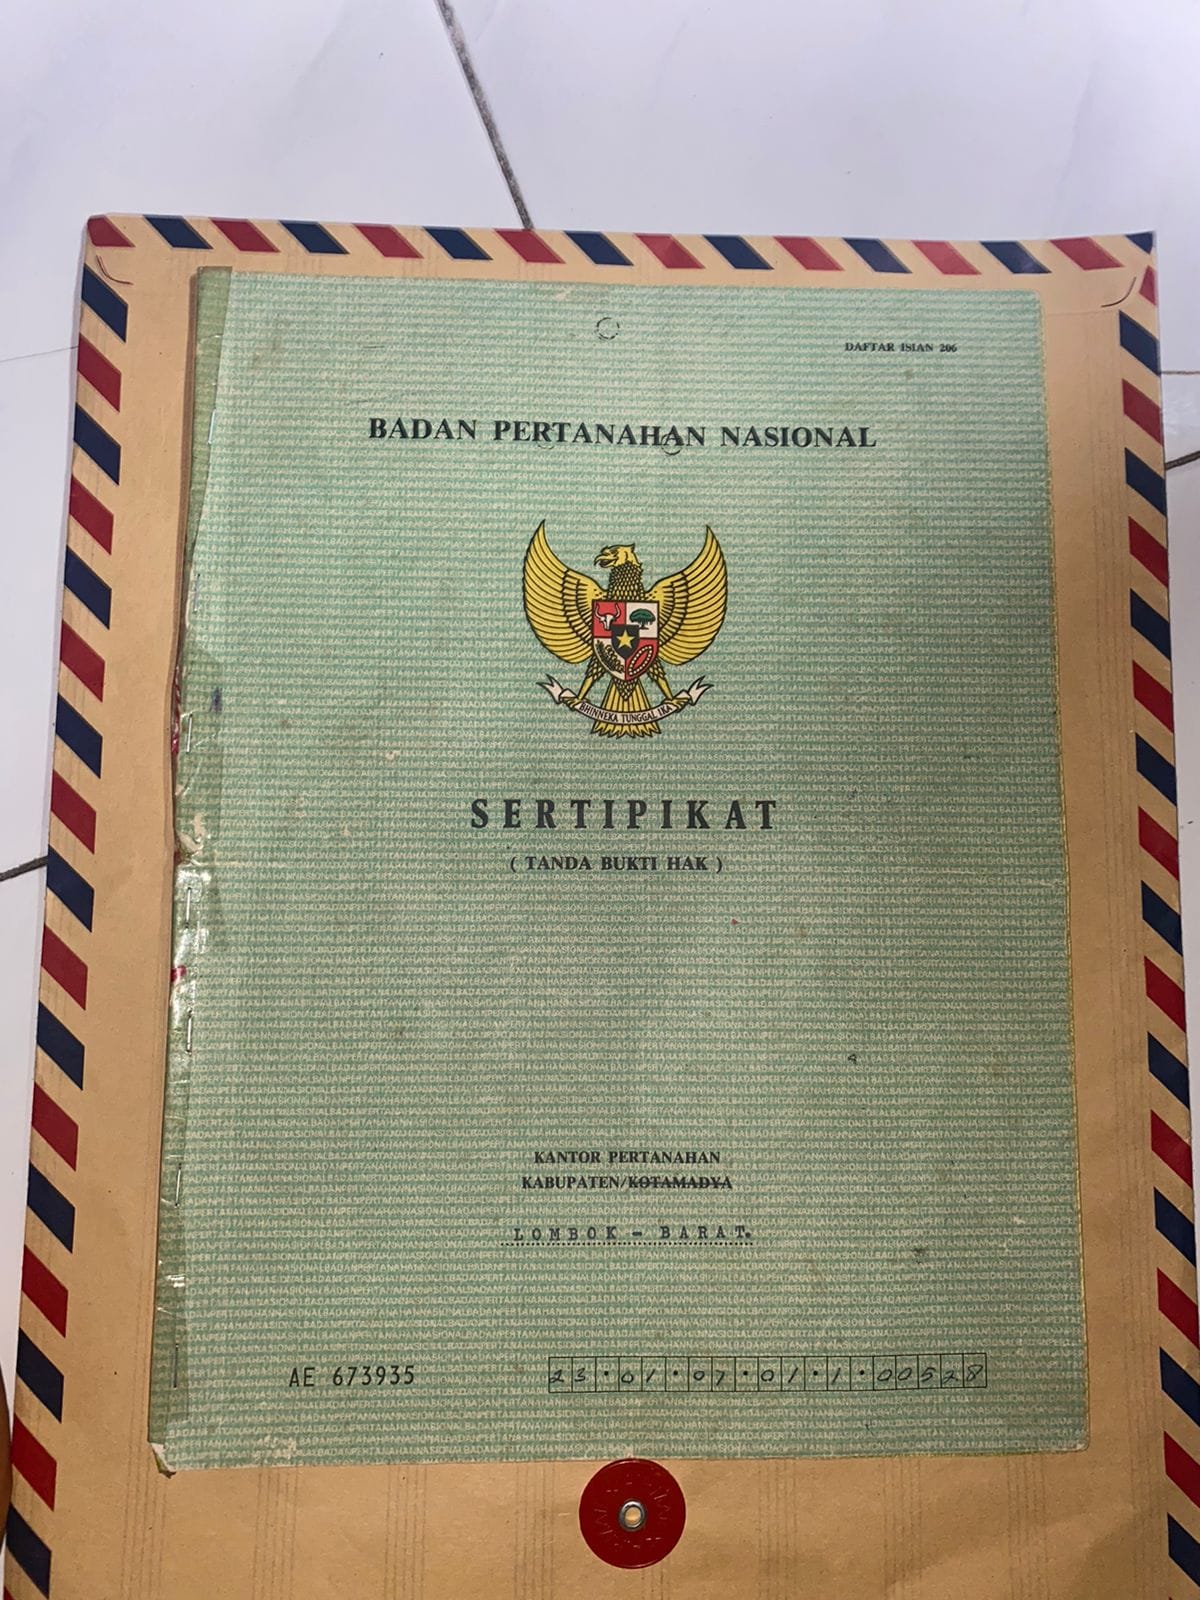 DAFTAR ISIAN 206
BADAN PERTANAHAN NASIONAL
BHINNEKA TUNGGAL IKA
SERTIPIKAT
( TANDA BUKTI HAK )
KANTOR PERTANAHAN
KABUPATEN/KOTAMADYA
LOMBOK - BARAT.
AE 673935
23.01.07.01.1.00528